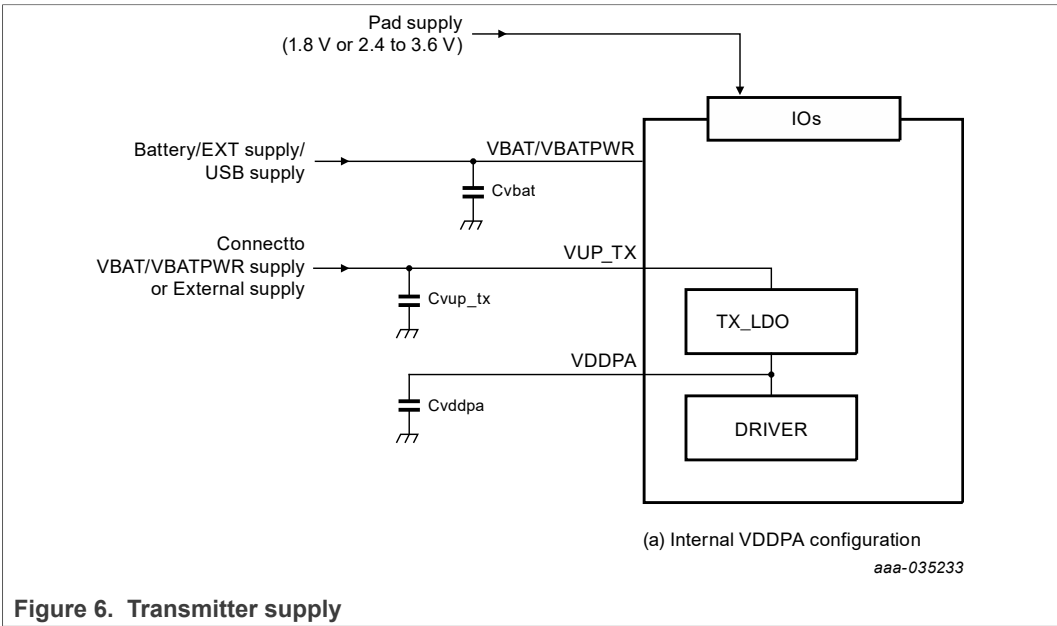 Pad supply
(1.8 V or 2.4 to 3.6 V)
IOs
Battery/EXT supply/
USB supply
VBAT/VBATPWR
Cvbat
Connectto
VBAT/VBATPWR supply
or External supply
VUP_TX
Cvup_tx
TX_LDO
VDDPA
Cvddpa
DRIVER
(a) Internal VDDPA configuration
aaa-035233
Figure 6. Transmitter supply